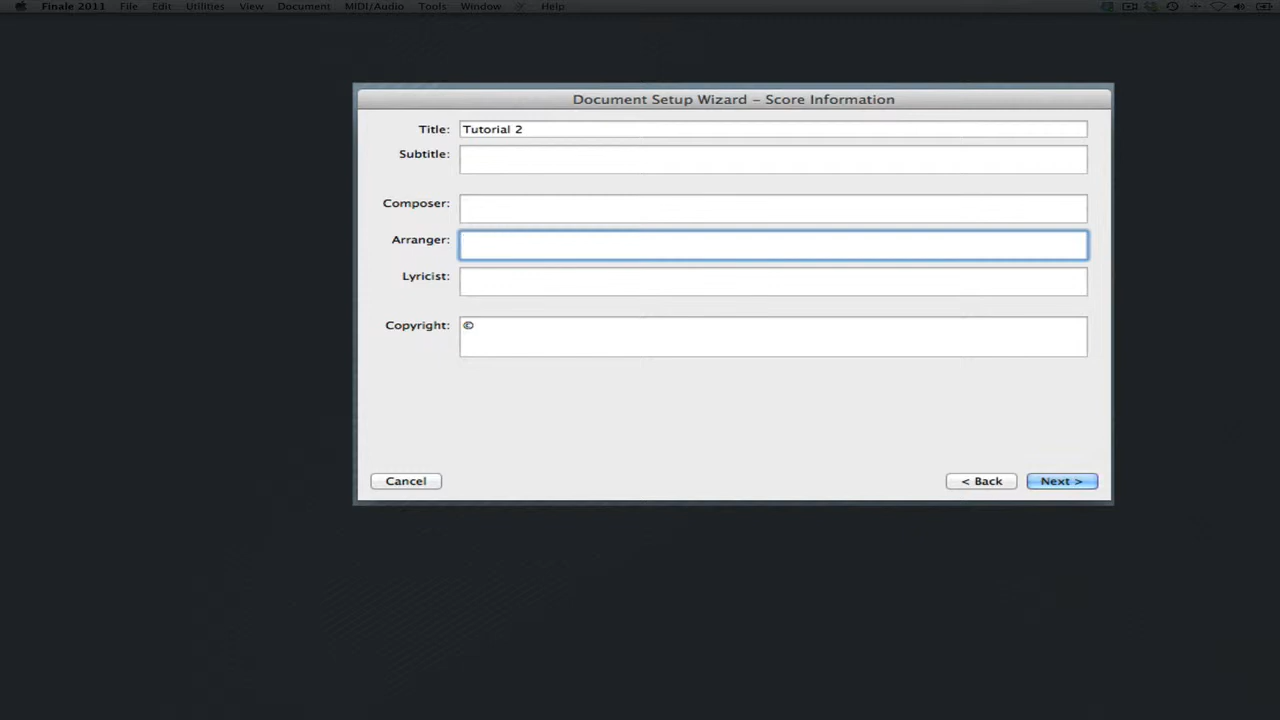 Finale 2011 File Edit Utilities View Document MIDI/Audio Tools Window Help
Document Setup Wizard – Score Information
Title: Tutorial 2
Subtitle:
Composer:
Arranger:
Lyricist:
Copyright: ©
Cancel < Back Next >